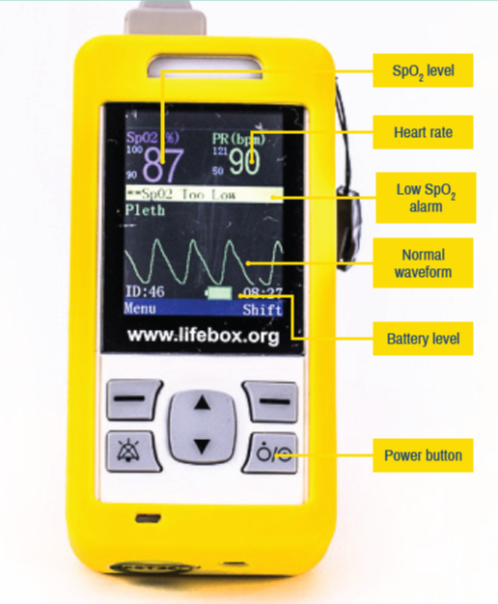 SpO₂ level
SpO2(%) PR(bpm)
100 87 121 90
90 50
Heart rate
**SpO2 Too Low
Low SpO₂
alarm
Pleth
Normal
waveform
ID:46 08:27
Menu Shift
www.lifebox.org
Battery level
Power button